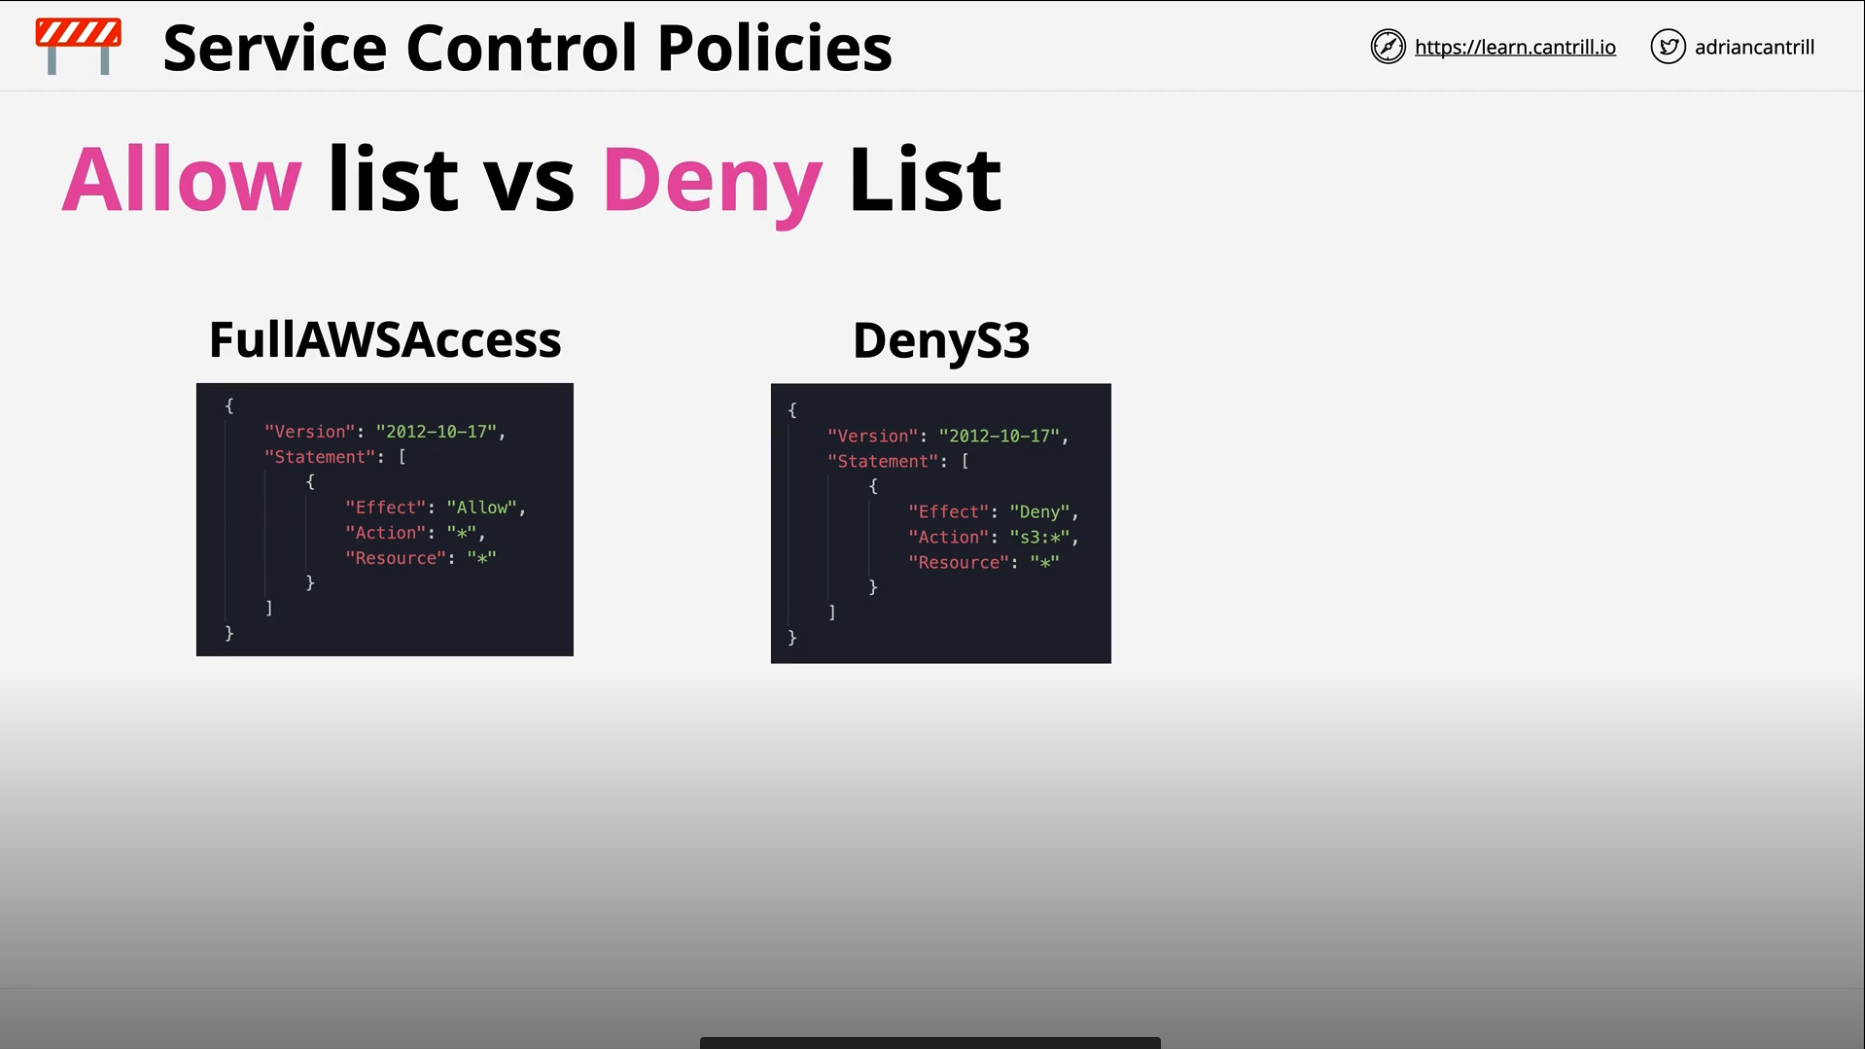 Service Control Policies
https://learn.cantrill.io
adriancantrill
Allow list vs Deny List
FullAWSAccess
{
"Version": "2012-10-17",
"Statement": [
{
"Effect": "Allow",
"Action": "*",
"Resource": "*"
}
]
}
DenyS3
{
"Version": "2012-10-17",
"Statement": [
{
"Effect": "Deny",
"Action": "s3:*",
"Resource": "*"
}
]
}